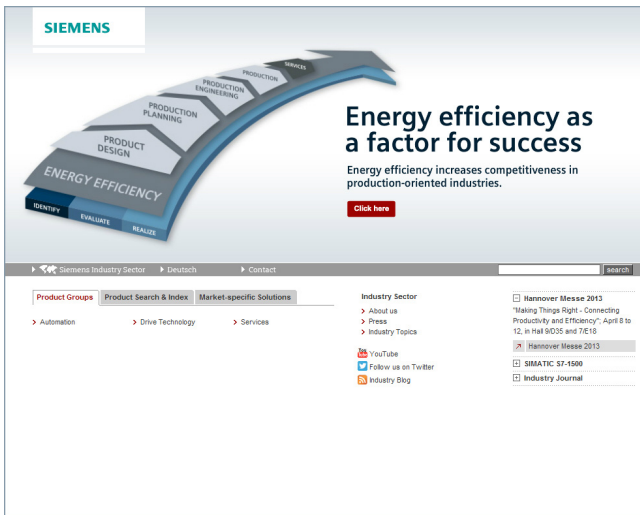 SIEMENS
SERVICES
PRODUCTION
PRODUCTION
ENGINEERING
PRODUCTION
PLANNING
PRODUCT
DESIGN
ENERGY EFFICIENCY
IDENTIFY
EVALUATE
REALIZE
Energy efficiency as
a factor for success
Energy efficiency increases competitiveness in
production-oriented industries.
Click here
Siemens Industry Sector Deutsch Contact search
Product Groups Product Search & Index Market-specific Solutions
Automation Drive Technology Services
Industry Sector
About us
Press
Industry Topics
YouTube
Follow us on Twitter
Industry Blog
Hannover Messe 2013
"Making Things Right - Connecting
Productivity and Efficiency"; April 8 to
12, in Hall 9/D35 and 7/E18
Hannover Messe 2013
SIMATIC S7-1500
Industry Journal